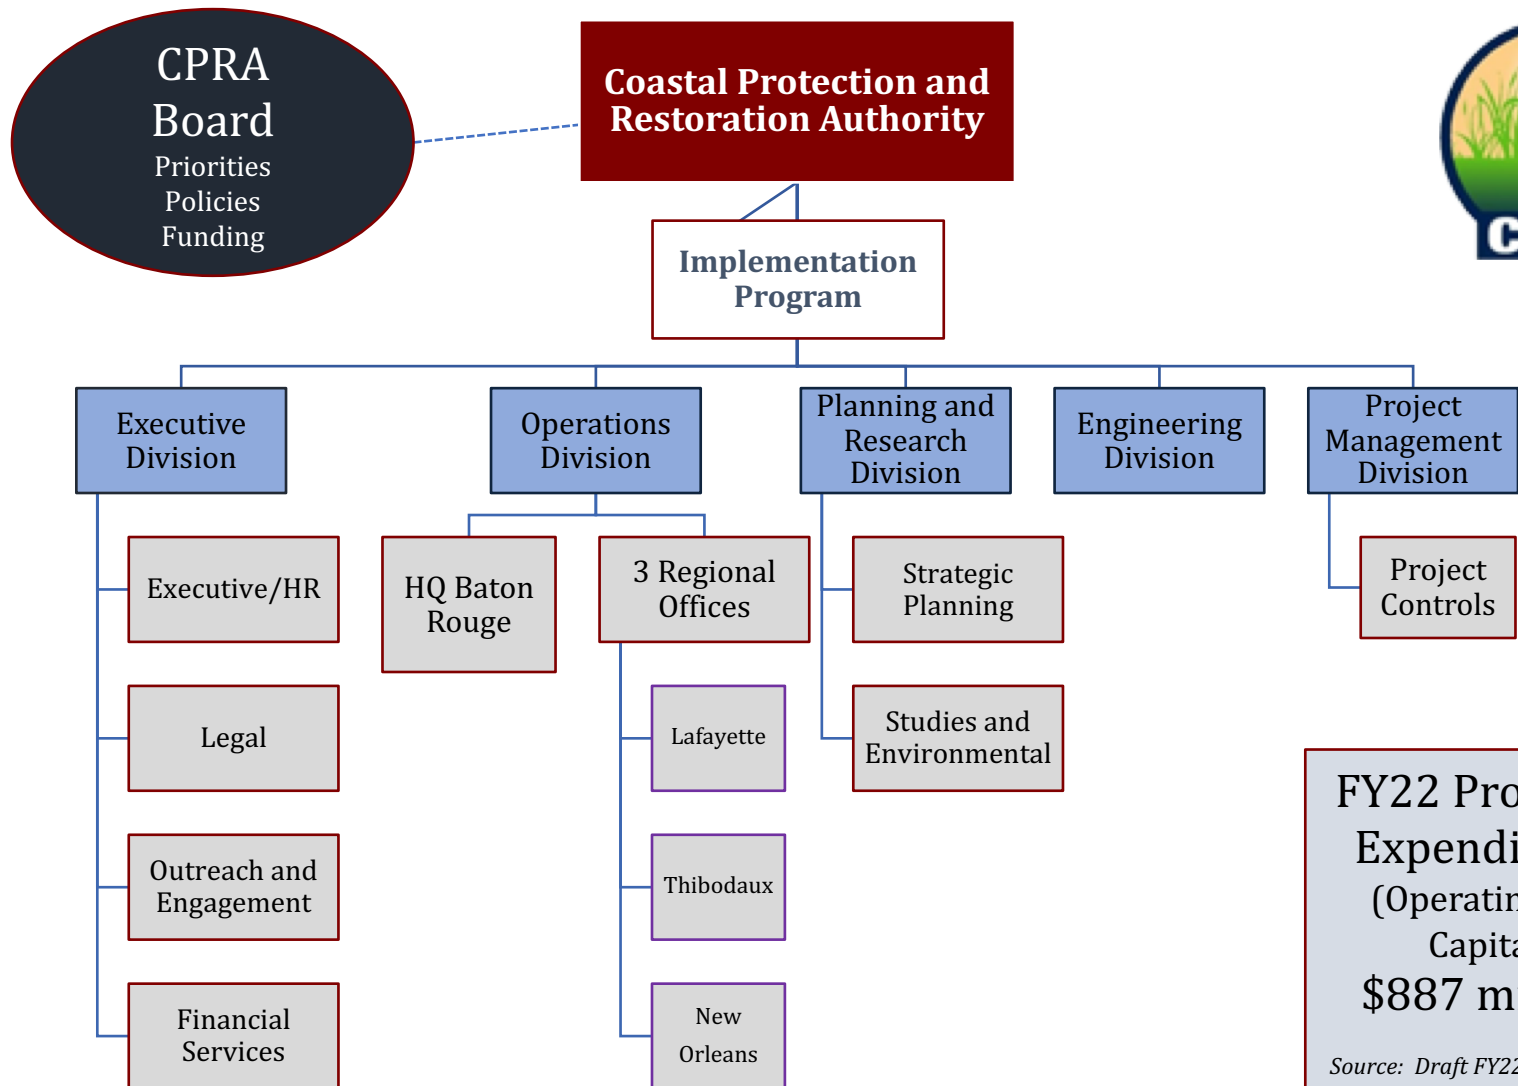 CPRA
Board
Priorities
Policies
Funding
Coastal Protection and
Restoration Authority
Implementation
Program
Executive
Division
Operations
Division
Planning and
Research
Division
Engineering
Division
Project
Management
Division
Executive/HR
Legal
Outreach and
Engagement
Financial
Services
HQ Baton
Rouge
3 Regional
Offices
Lafayette
Thibodaux
New
Orleans
Strategic
Planning
Studies and
Environmental
Project
Controls
FY22
$887
Source: Draft FY22